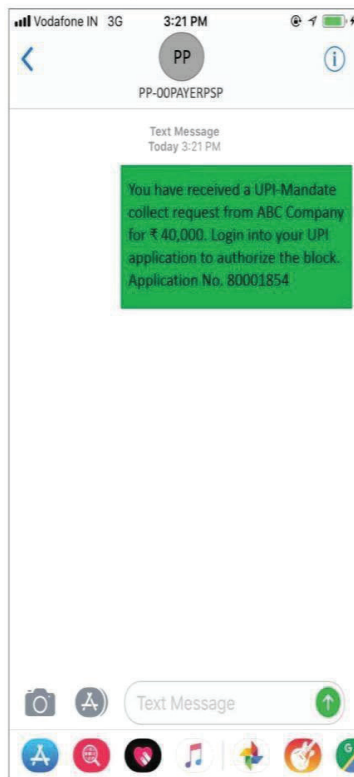 Vodafone IN 3G 3:21 PM
PP
PP-OOPAYERPSP
Text Message
Today 3:21 PM
You have received a UPI-Mandate
collect request from ABC Company
for ₹ 40,000. Login into your UPI
application to authorize the block.
Application No. 80001854
Text Message